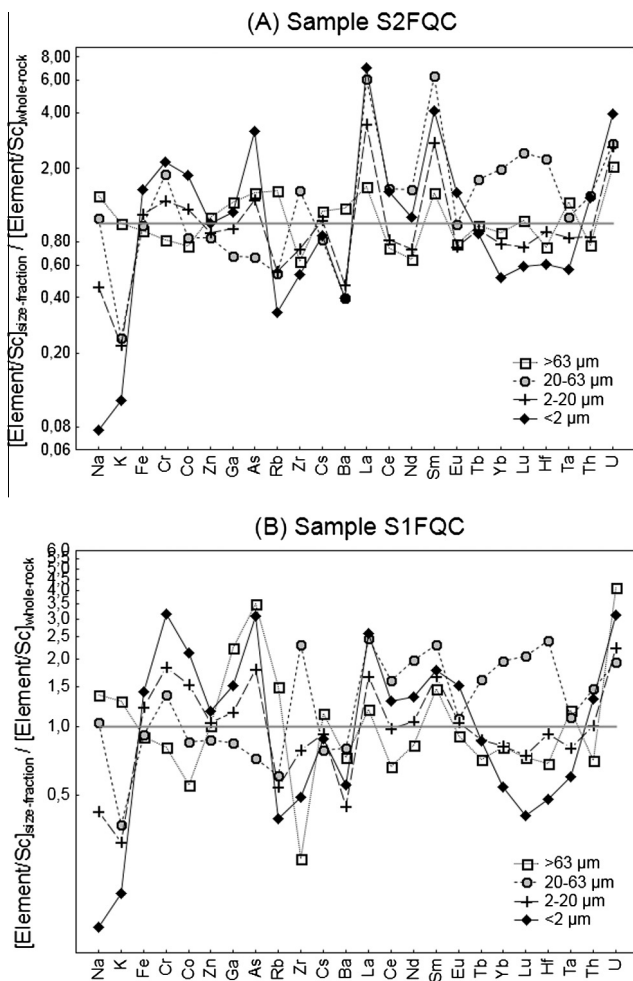 (A) Sample S2FQC
[Element/Sc]size-fraction / [Element/Sc]whole-rock
8,00
6,00
4,00
2,00
0,80
0,60
0,40
0,20
0,08
0,06
>63 µm
20-63 µm
2-20 µm
<2 µm
Na K Fe Cr Co Zn Ga As Rb Zr Cs Ba La Ce Nd Sm Eu Tb Yb Lu Hf Ta Th U
(B) Sample S1FQC
[Element/Sc]size-fraction / [Element/Sc]whole-rock
6,0
5,5
5,0
4,5
4,0
3,5
3,0
2,5
2,0
1,5
1,0
0,5
>63 µm
20-63 µm
2-20 µm
<2 µm
Na K Fe Cr Co Zn Ga As Rb Zr Cs Ba La Ce Nd Sm Eu Tb Yb Lu Hf Ta Th U